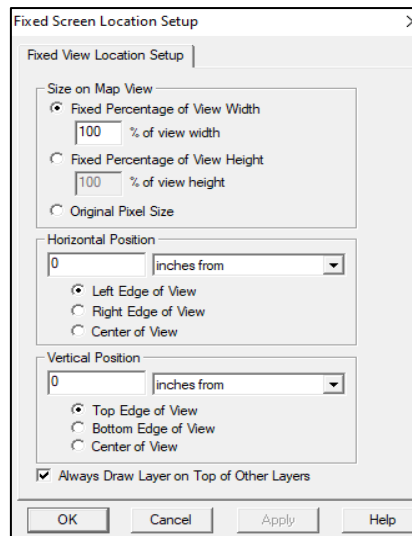 Fixed Screen Location Setup
Fixed View Location Setup
Size on Map View
Fixed Percentage of View Width
100 % of view width
Fixed Percentage of View Height
100 % of view height
Original Pixel Size
Horizontal Position
0 inches from
Left Edge of View
Right Edge of View
Center of View
Vertical Position
0 inches from
Top Edge of View
Bottom Edge of View
Center of View
Always Draw Layer on Top of Other Layers
OK Cancel Apply Help